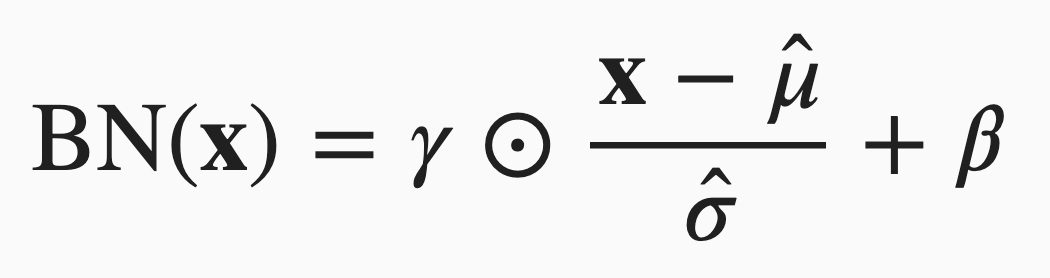 BN(𝐱) = γ ⊙ (𝐱 − μ̂)/σ̂ + β